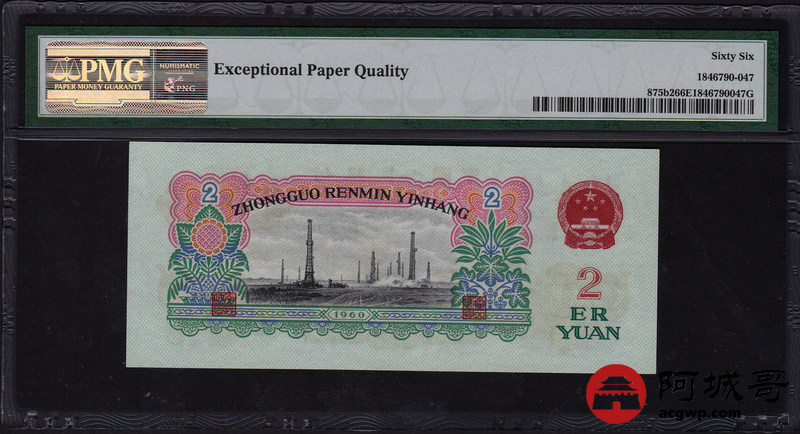 PMG
PAPER MONEY GUARANTY
NUMISMATIC
PNG
Exceptional Paper Quality
Sixty Six
1846790-047
875b266E1846790047G
2
2
ZHONGGUO RENMIN YINHANG
1960
2
ER
YUAN
阿城哥
acgwp.com